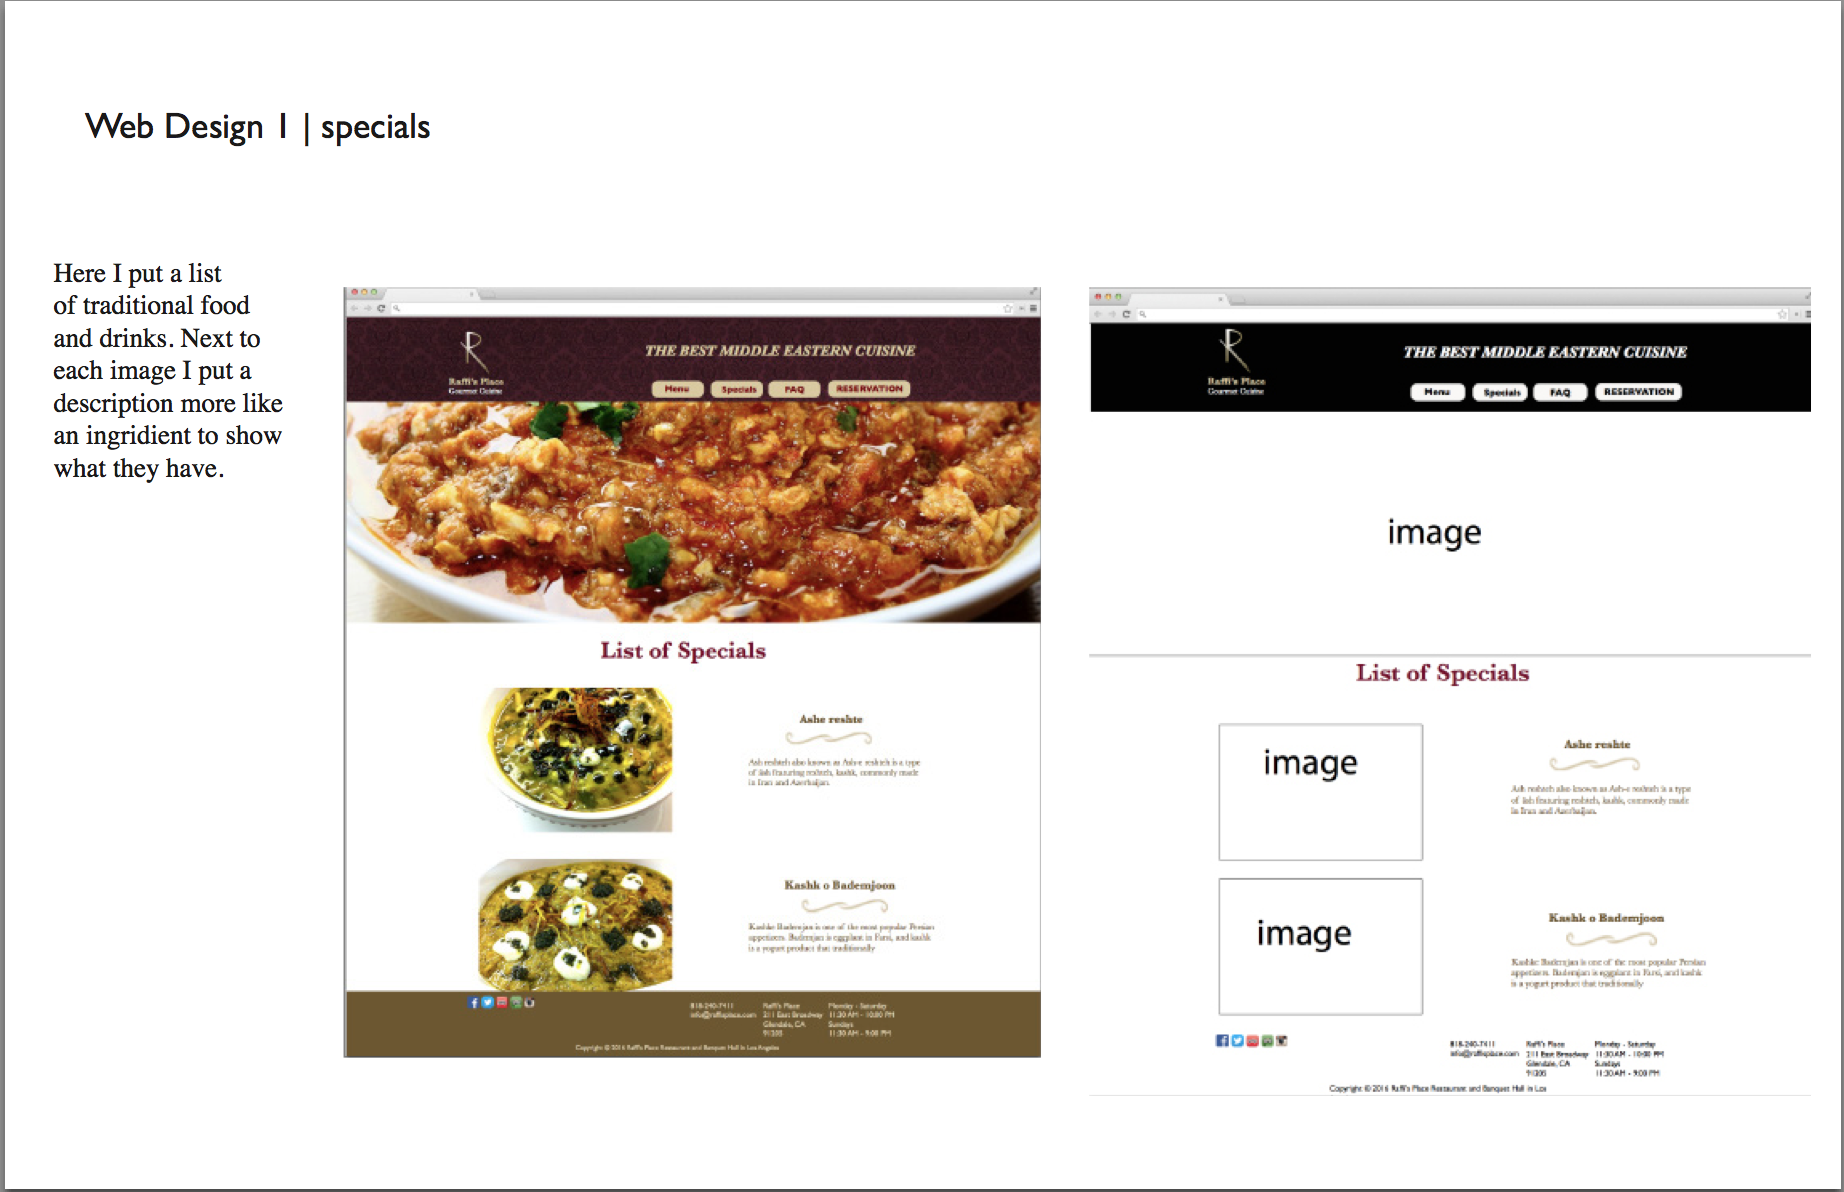 Web Design 1 | specials
Here I put a list
of traditional food
and drinks. Next to
each image I put a
description more like
an ingridient to show
what they have.
R
Raffi's Place
Gourmet Cuisine
THE BEST MIDDLE EASTERN CUISINE
Menu Specials FAQ RESERVATION
List of Specials
Ashe reshte
Ash reshteh also known as Ash-e reshteh is a type
of āsh featuring reshteh, kashk, commonly made
in Iran and Azerbaijan.
Kashk o Bademjoon
Kashke Bademjan is one of the most popular Persian
appetizers. Bademjan is eggplant in Farsi, and kashk
is a yogurt product that traditionally
818-240-7411
info@raffisplace.com
Raffi's Place
211 East Broadway
Glendale, CA
91205
Monday - Saturday
11:30 AM - 10:00 PM
Sundays
11:30 AM - 9:00 PM
Copyright © 2016 Raffi's Place Restaurant and Banquet Hall in Los Angeles
R
Raffi's Place
Gourmet Cuisine
THE BEST MIDDLE EASTERN CUISINE
Menu Specials FAQ RESERVATION
image
List of Specials
image
Ashe reshte
Ash reshteh also known as Ash-e reshteh is a type
of āsh featuring reshteh, kashk, commonly made
in Iran and Azerbaijan.
image
Kashk o Bademjoon
Kashke Bademjan is one of the most popular Persian
appetizers. Bademjan is eggplant in Farsi, and kashk
is a yogurt product that traditionally
818-240-7411
info@raffisplace.com
Raffi's Place
211 East Broadway
Glendale, CA
91205
Monday - Saturday
11:30 AM - 10:00 PM
Sundays
11:30 AM - 9:00 PM
Copyright © 2016 Raffi's Place Restaurant and Banquet Hall in Los